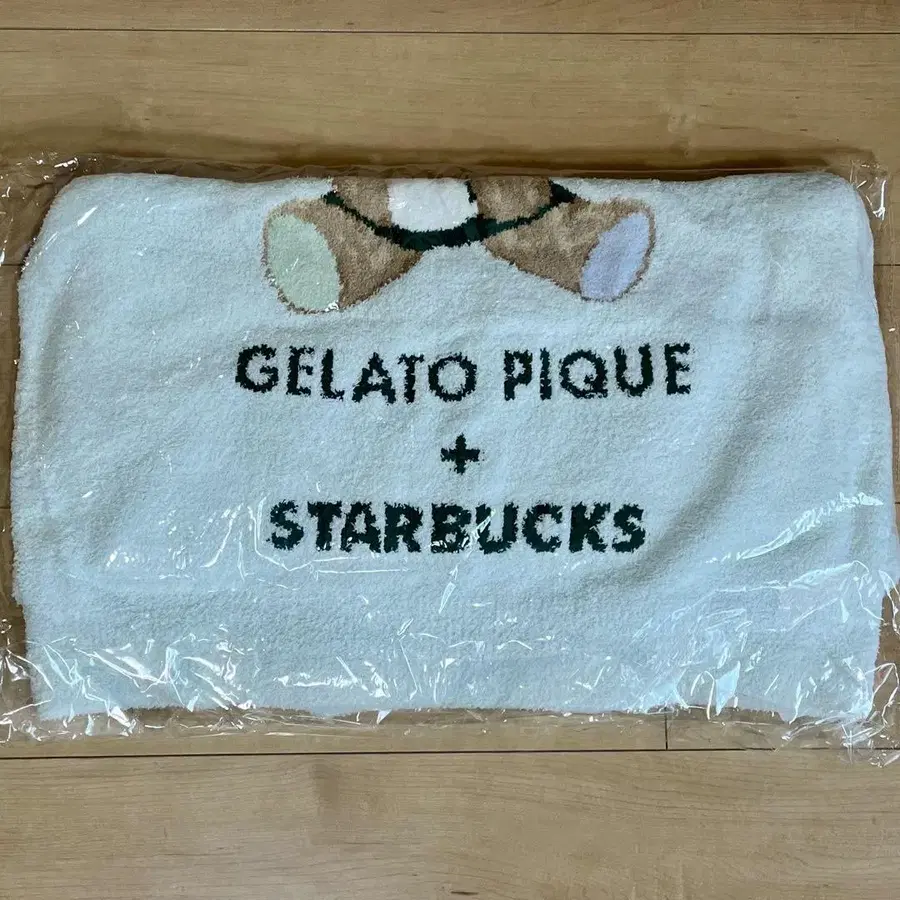 GELATO PIQUE
+
STARBUCKS